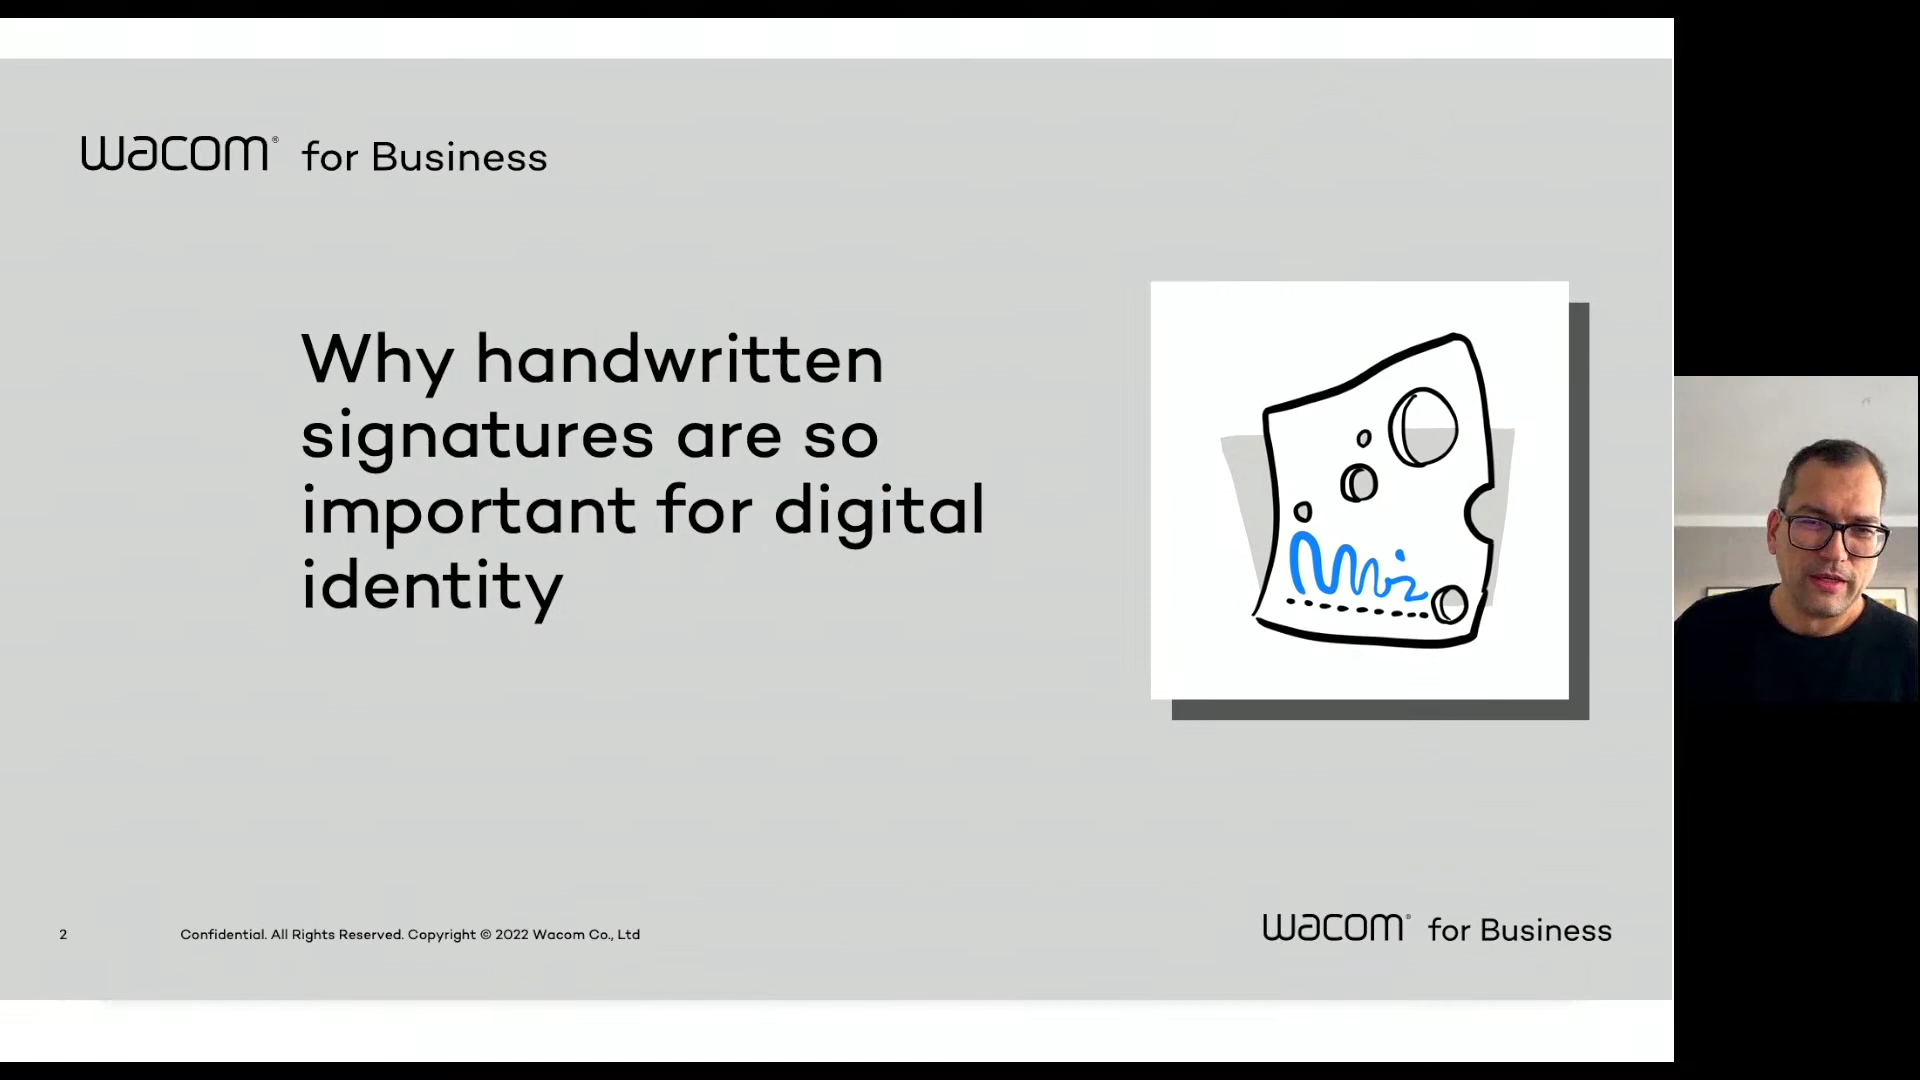 wacom® for Business
Why handwritten
signatures are so
important for digital
identity
2
Confidential. All Rights Reserved. Copyright © 2022 Wacom Co., Ltd
wacom® for Business